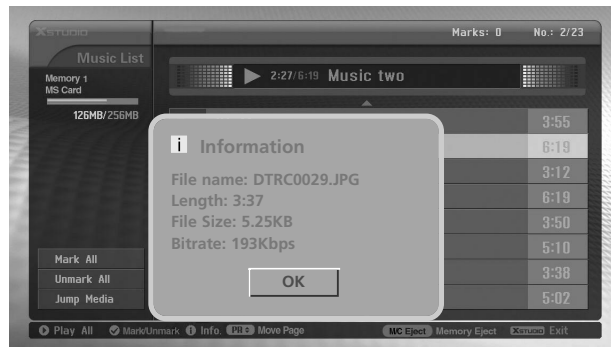 XSTUDIO
Marks: 0 No.: 2/23
Music List
Memory 1
MS Card
126MB/256MB
2:27/6:19 Music two
3:55
6:19
3:12
6:19
3:50
5:10
3:38
5:02
i Information
File name: DTRC0029.JPG
Length: 3:37
File Size: 5.25KB
Bitrate: 193Kbps
OK
Mark All
Unmark All
Jump Media
Play All Mark/Unmark i Info. PR Move Page M/C Eject Memory Eject XSTUDIO Exit